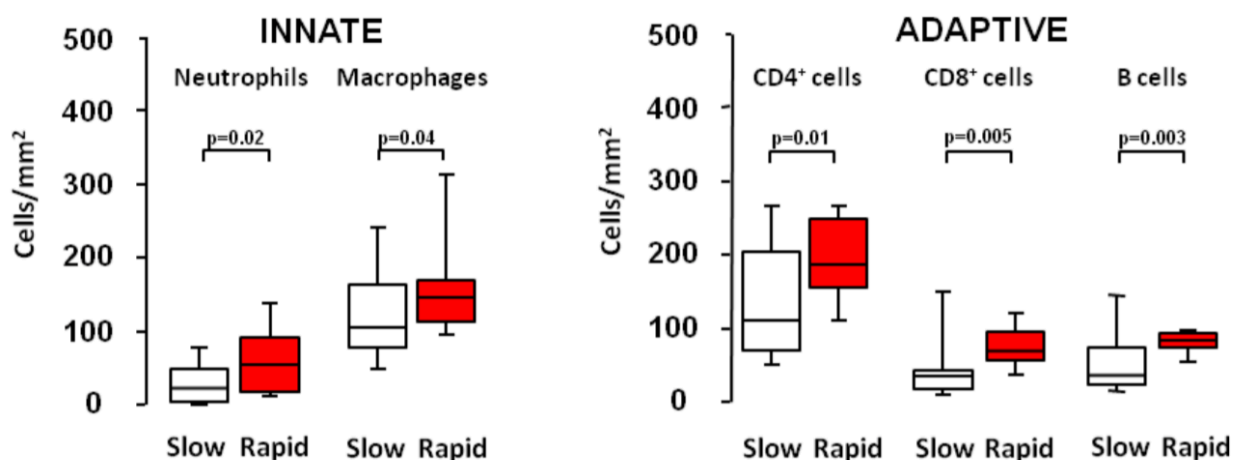 INNATE
Neutrophils Macrophages
p=0.02 p=0.04
500
400
300
200
100
0
Cells/mm²
Slow Rapid Slow Rapid
ADAPTIVE
CD4⁺ cells CD8⁺ cells B cells
p=0.01 p=0.005 p=0.003
500
400
300
200
100
0
Cells/mm²
Slow Rapid Slow Rapid Slow Rapid